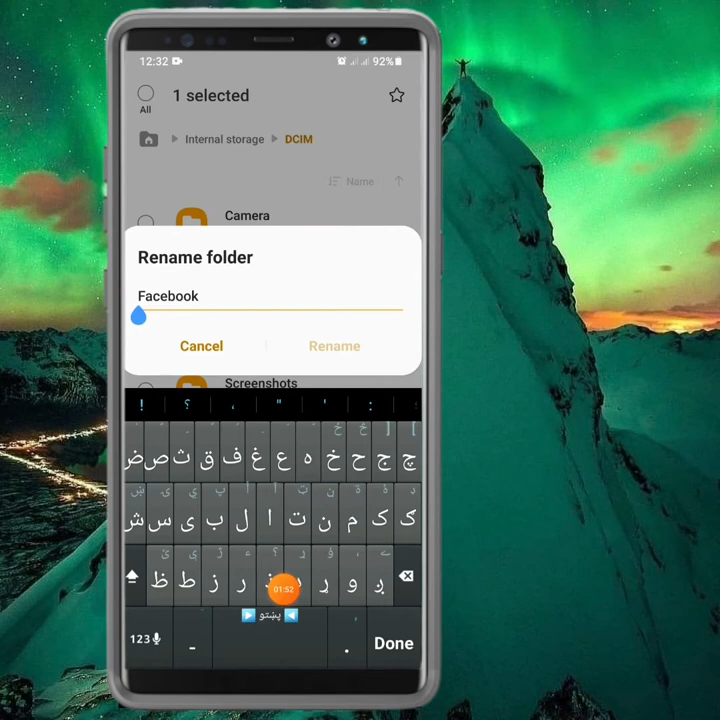 12:32 92%
All 1 selected
Internal storage DCIM
Name
Camera
Rename folder
Facebook
Cancel Rename
Screenshots
! ؟ ، " ' :
ض ص ث ق ف غ ع ه خ ح ج چ
ش س ی ب ل ا ت ن م ک ګ
ظ ط ز ر
01:52
پښتو
123 - . Done